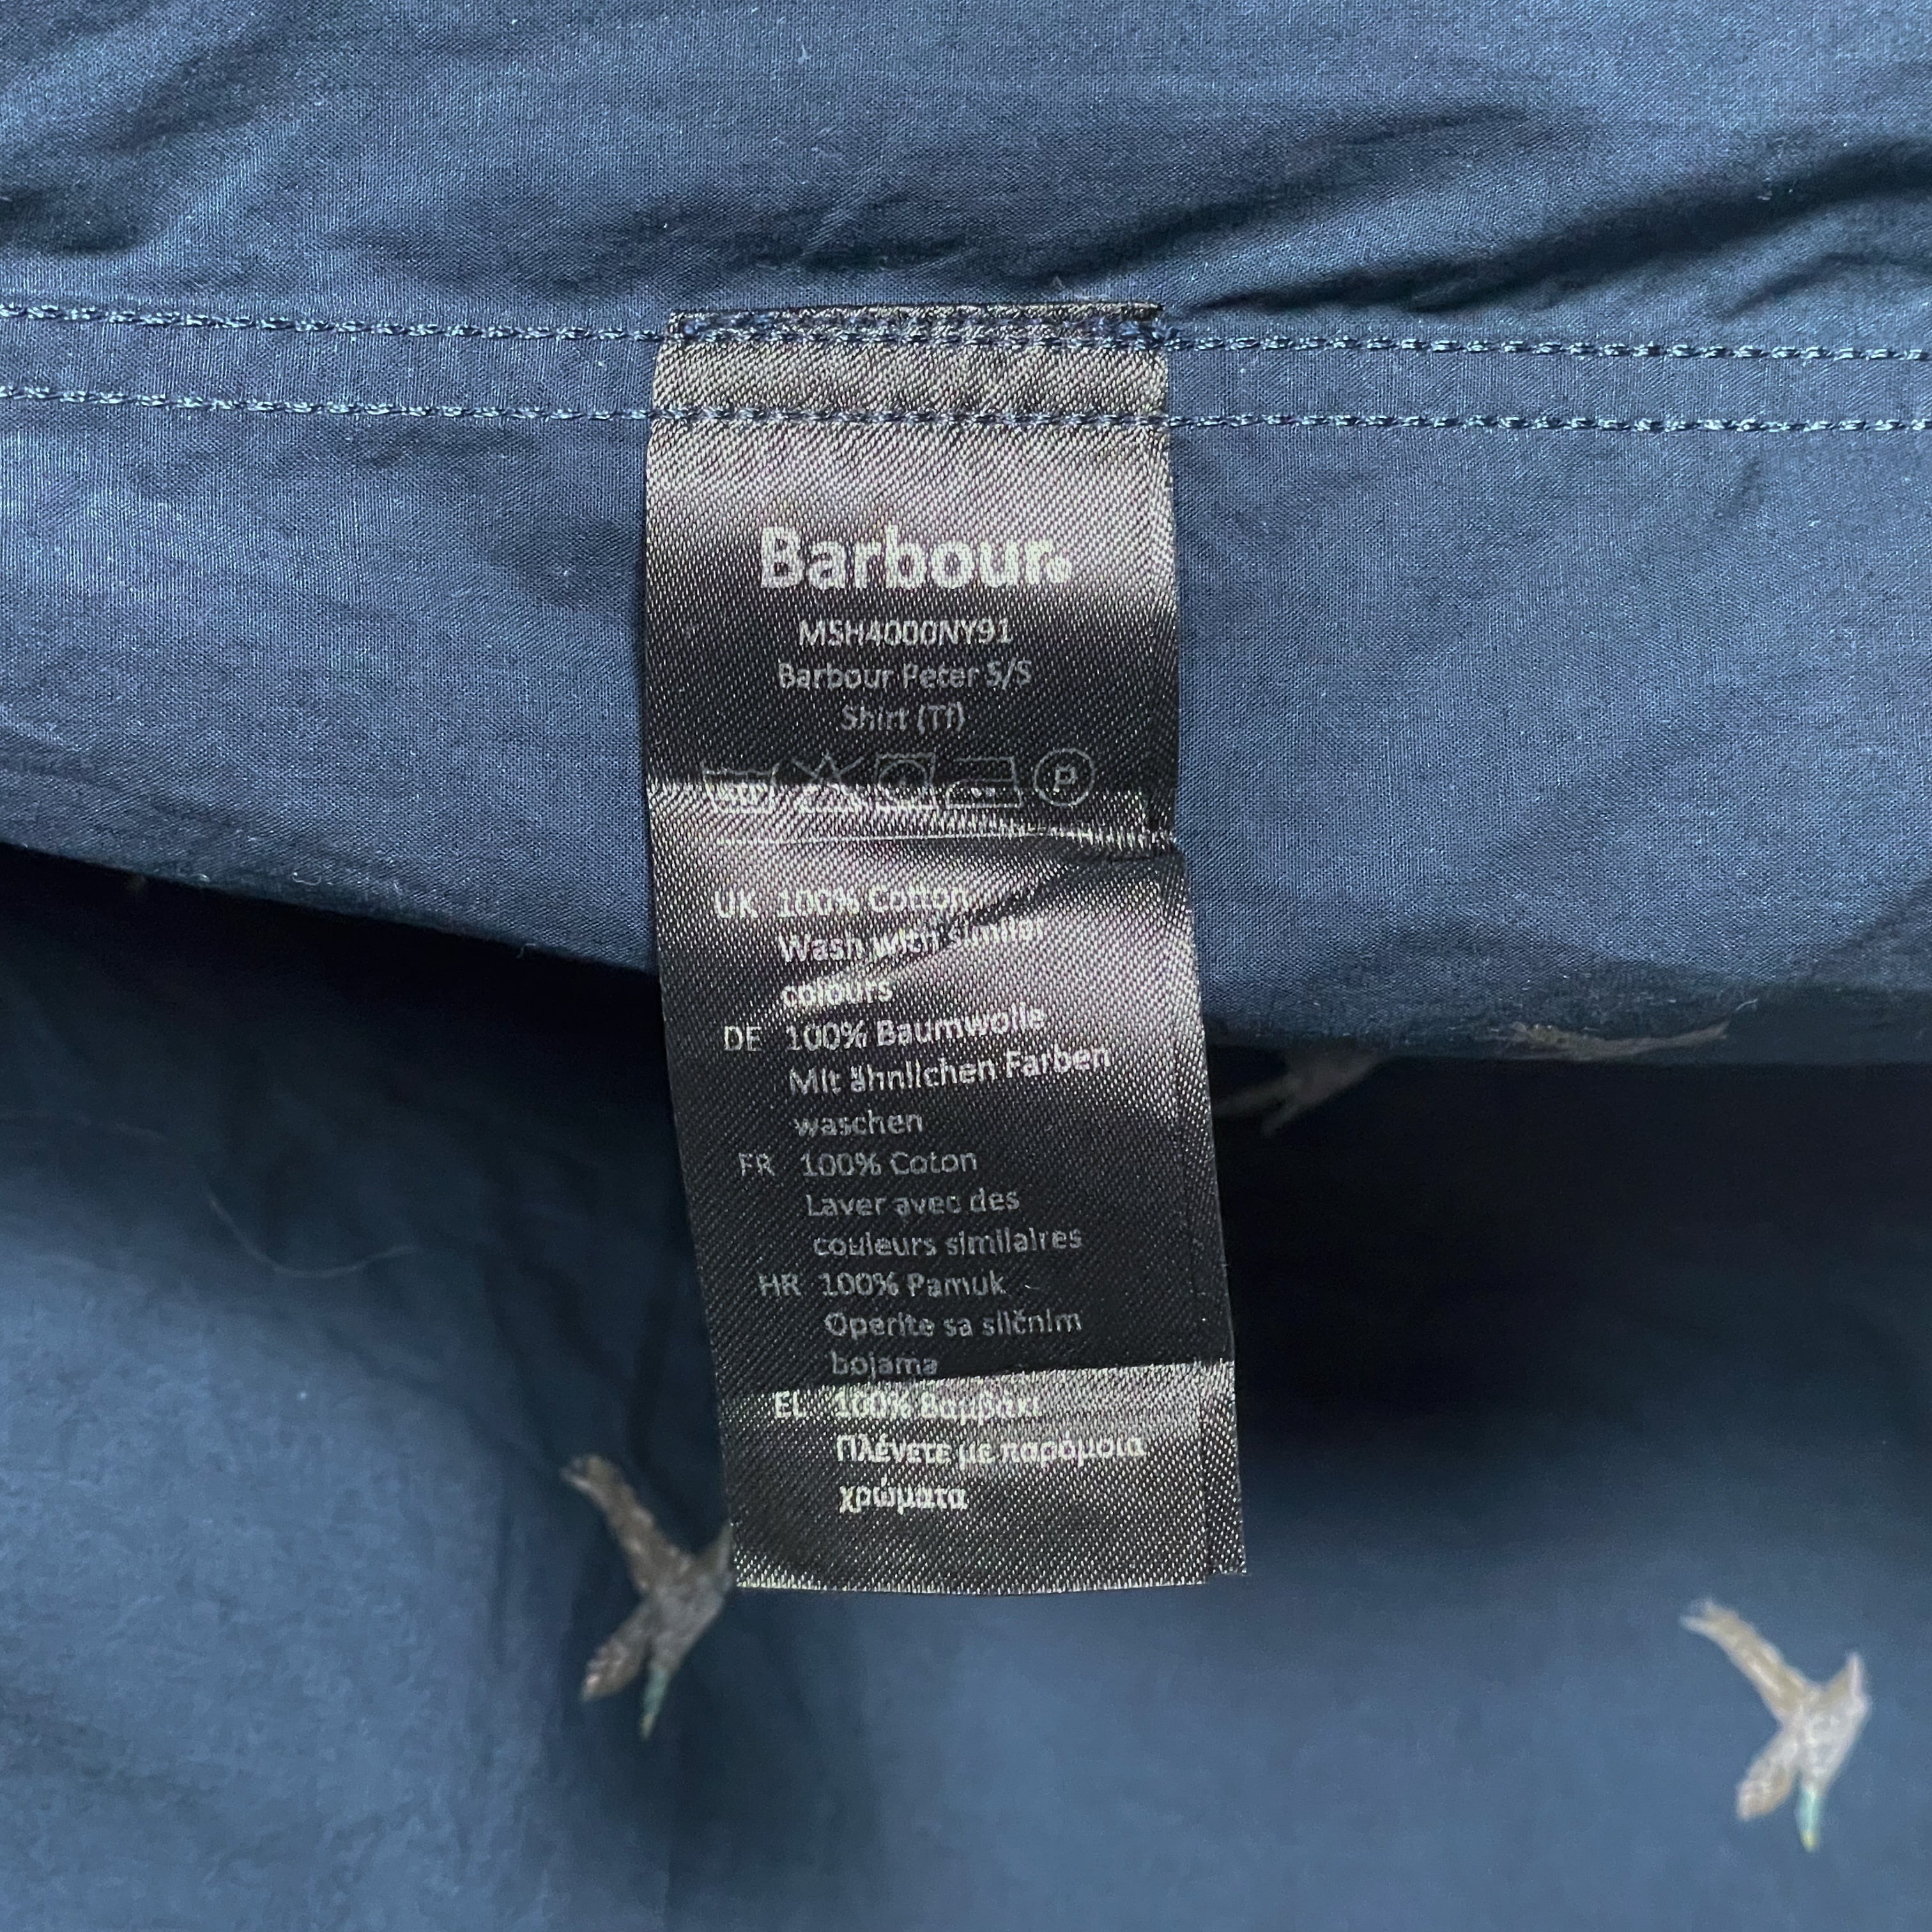 Barbour®
MSH4000NY91
Barbour Peter S/S
Shirt (Tf)
P
UK 100% Cotton
Wash with similar
colours
DE 100% Baumwolle
Mit ähnlichen Farben
waschen
FR 100% Coton
Laver avec des
couleurs similaires
HR 100% Pamuk
Operite sa sličnim
bojama
EL 100% Βαμβάκι
Πλένετε με παρόμοια
χρώματα